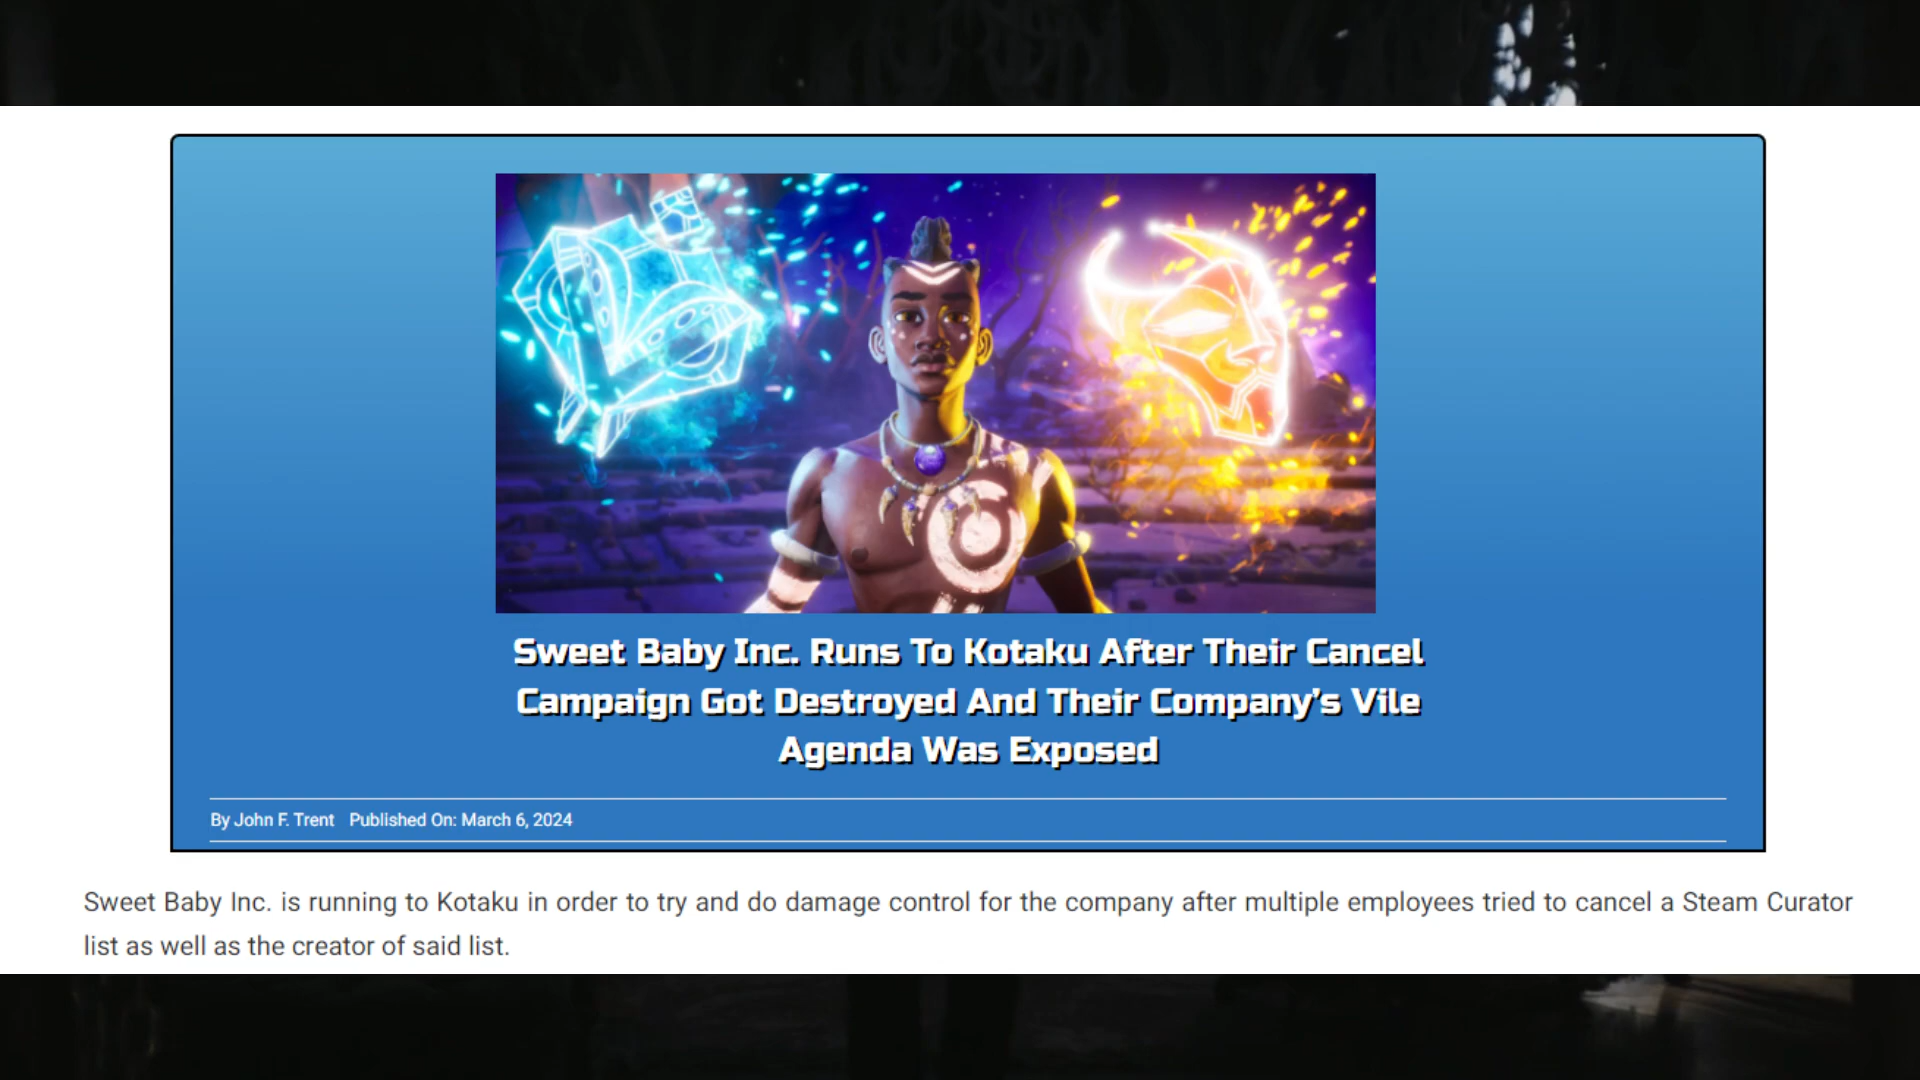 Sweet Baby Inc. Runs To Kotaku After Their Cancel
Campaign Got Destroyed And Their Company's Vile
Agenda Was Exposed
By John F. Trent Published On: March 6, 2024
Sweet Baby Inc. is running to Kotaku in order to try and do damage control for the company after multiple employees tried to cancel a Steam Curator
list as well as the creator of said list.